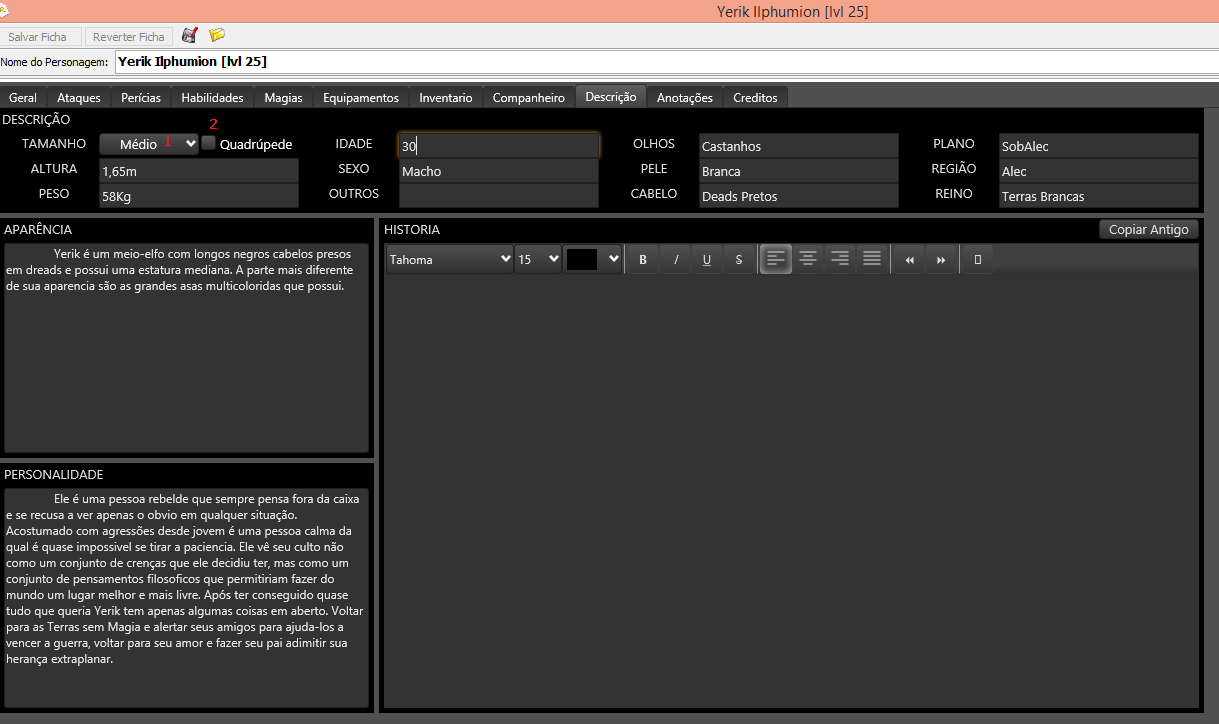 Yerik Ilphumion [lvl 25]
Salvar Ficha Reverter Ficha
Nome do Personagem: Yerik Ilphumion [lvl 25]
Geral Ataques Perícias Habilidades Magias Equipamentos Inventario Companheiro Descrição Anotações Creditos
DESCRIÇÃO
2
TAMANHO Médio 1 Quadrúpede IDADE 30 OLHOS Castanhos PLANO SobAlec
ALTURA 1,65m SEXO Macho PELE Branca REGIÃO Alec
PESO 58Kg OUTROS CABELO Deads Pretos REINO Terras Brancas
APARÊNCIA
Yerik é um meio-elfo com longos negros cabelos presos
em dreads e possui uma estatura mediana. A parte mais diferente
de sua aparencia são as grandes asas multicoloridas que possui.
HISTORIA Copiar Antigo
Tahoma 15 B I U S
PERSONALIDADE
Ele é uma pessoa rebelde que sempre pensa fora da caixa
e se recusa a ver apenas o obvio em qualquer situação.
Acostumado com agressões desde jovem é uma pessoa calma da
qual é quase impossivel se tirar a paciencia. Ele vê seu culto não
como um conjunto de crenças que ele decidiu ter, mas como um
conjunto de pensamentos filosoficos que permitiriam fazer do
mundo um lugar melhor e mais livre. Após ter conseguido quase
tudo que queria Yerik tem apenas algumas coisas em aberto. Voltar
para as Terras sem Magia e alertar seus amigos para ajuda-los a
vencer a guerra, voltar para seu amor e fazer seu pai adimitir sua
herança extraplanar.